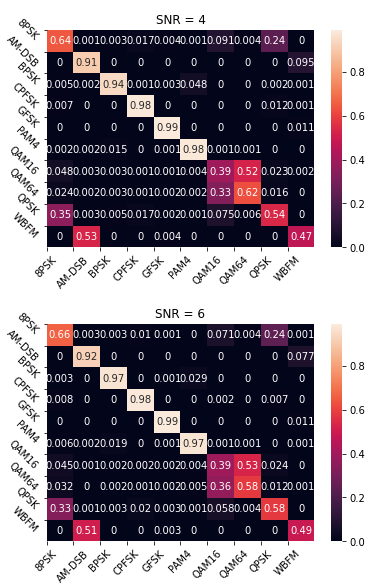 SNR = 4
8PSK 0.64 0.001 0.003 0.017 0.004 0.001 0.091 0.004 0.24 0
AM-DSB 0 0.91 0 0 0 0 0 0 0 0.095
BPSK 0.005 0.002 0.94 0.001 0.003 0.048 0 0 0.002 0.001
CPFSK 0.007 0 0 0.98 0 0 0 0 0.012 0.001
GFSK 0 0 0 0 0.99 0 0 0 0 0.011
PAM4 0.002 0.002 0.015 0 0.001 0.98 0.001 0.001 0 0
QAM16 0.048 0.001 0.003 0.001 0.001 0.004 0.39 0.52 0.023 0.002
QAM64 0.024 0.002 0.003 0.001 0.002 0.002 0.33 0.62 0.016 0
QPSK 0.35 0.003 0.005 0.017 0.002 0.001 0.075 0.006 0.54 0
WBFM 0 0.53 0 0 0.004 0 0 0 0 0.47
8PSK AM-DSB BPSK CPFSK GFSK PAM4 QAM16 QAM64 QPSK WBFM
0.8
0.6
0.4
0.2
0.0
SNR = 6
8PSK 0.66 0.003 0.003 0.01 0.001 0 0.071 0.004 0.24 0.001
AM-DSB 0 0.92 0 0 0 0 0 0 0 0.077
BPSK 0.003 0 0.97 0 0.001 0.029 0 0 0 0
CPFSK 0.008 0 0 0.98 0 0 0.002 0 0.007 0
GFSK 0 0 0 0 0.99 0 0 0 0 0.011
PAM4 0.006 0.002 0.019 0 0.001 0.97 0.001 0.001 0 0.001
QAM16 0.045 0.001 0.002 0.002 0.002 0.004 0.39 0.53 0.024 0
QAM64 0.032 0 0.002 0.001 0.002 0.005 0.36 0.58 0.012 0.001
QPSK 0.33 0.001 0.003 0.02 0.003 0.001 0.058 0.004 0.58 0
WBFM 0 0.51 0 0 0.003 0 0 0 0 0.49
8PSK AM-DSB BPSK CPFSK GFSK PAM4 QAM16 QAM64 QPSK WBFM
0.8
0.6
0.4
0.2
0.0